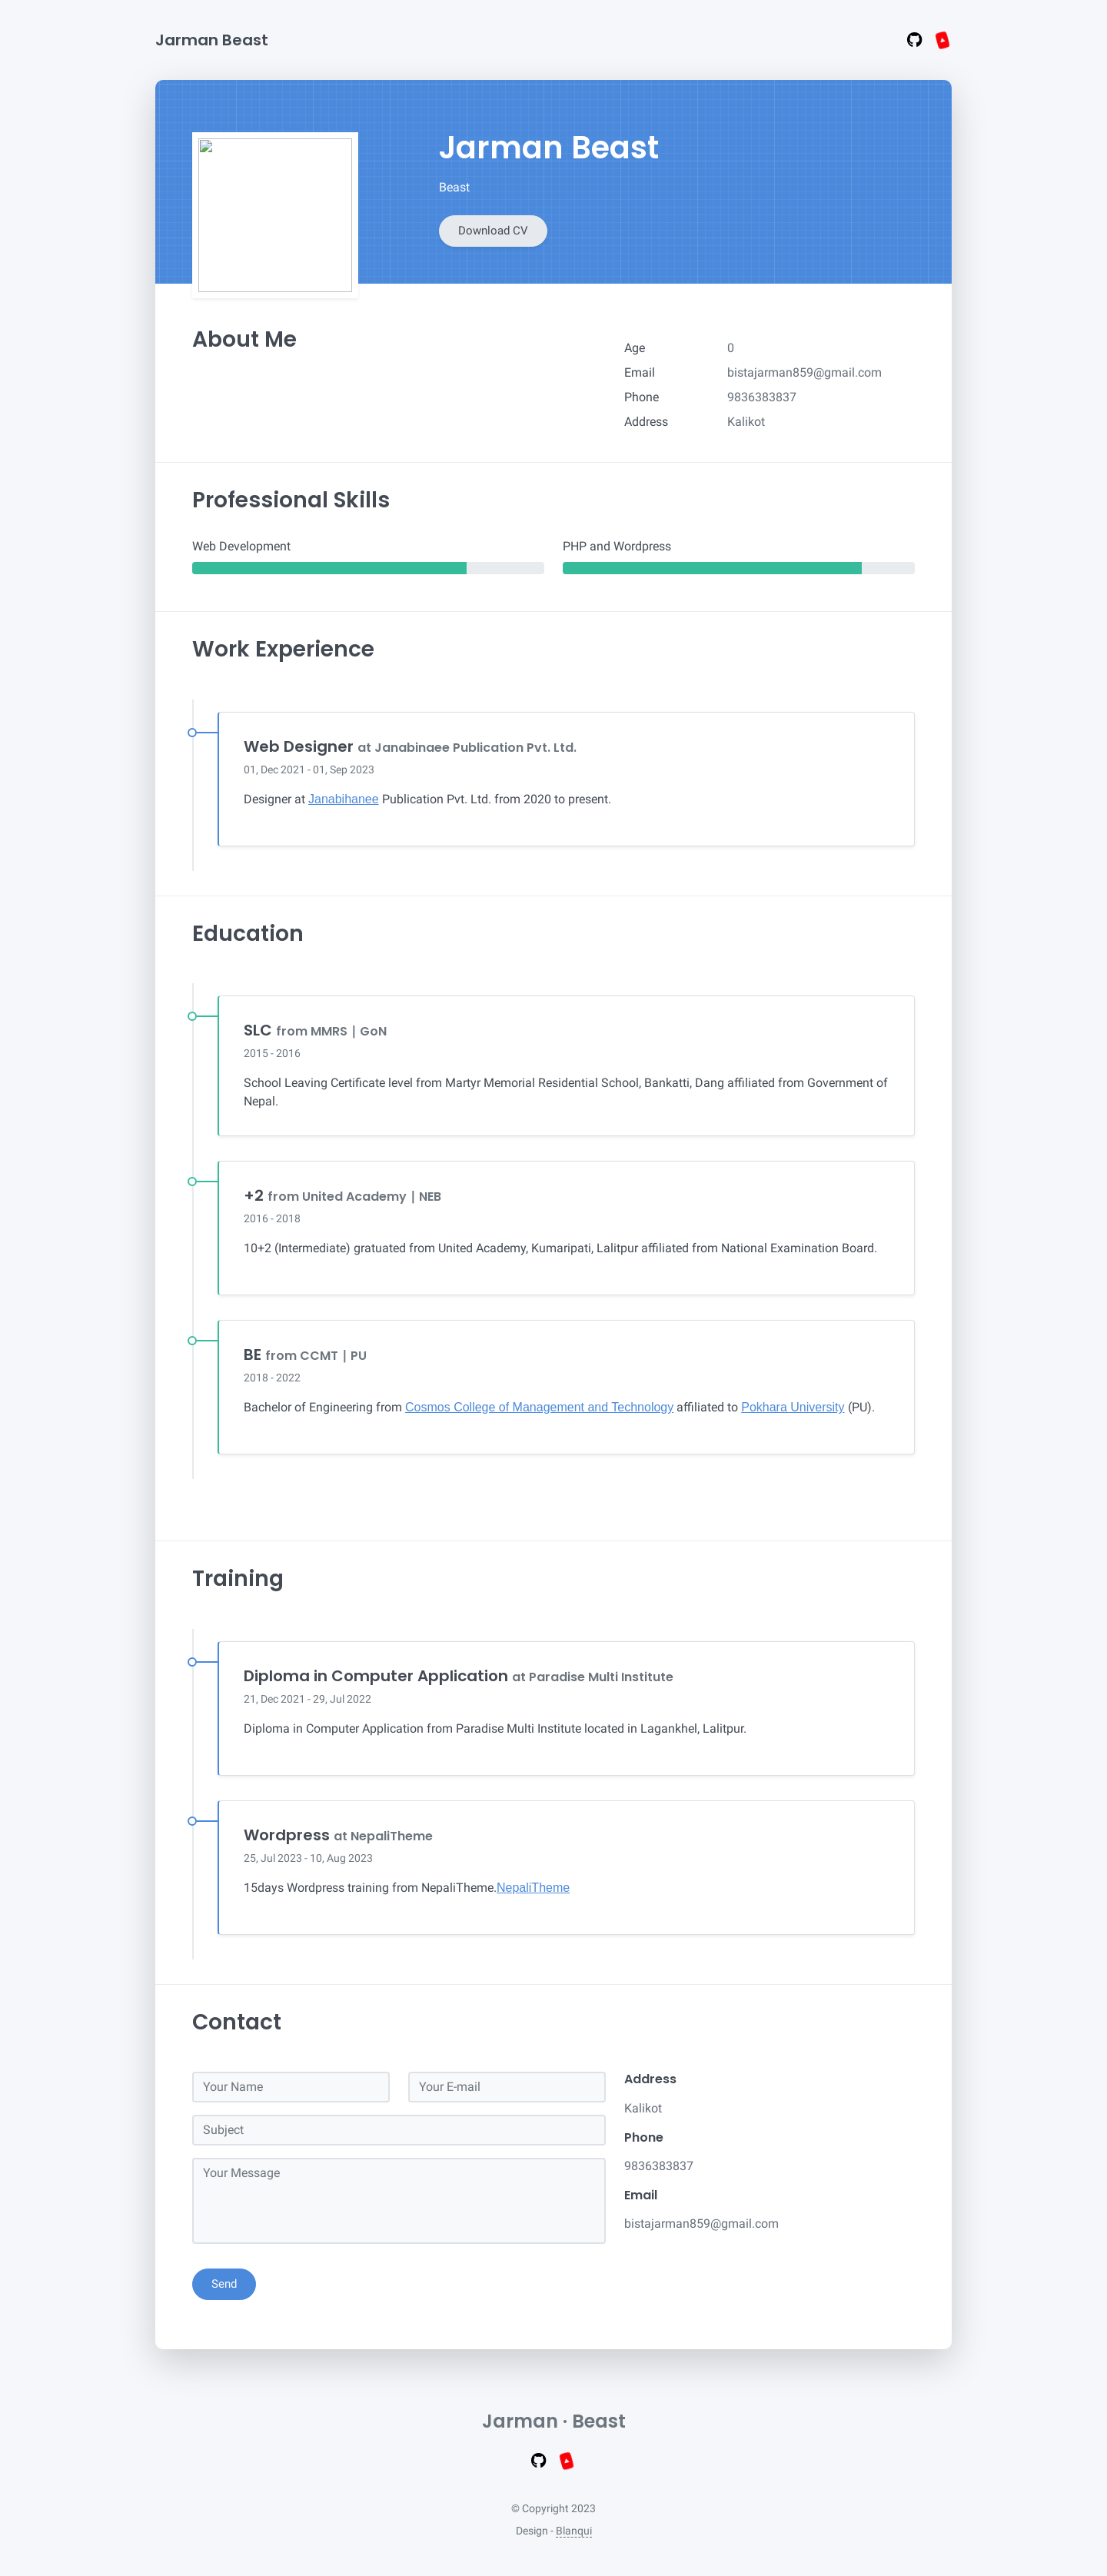 Jarman Beast
Jarman Beast
Beast
Download CV
About Me
Age 0
Email bistajarman859@gmail.com
Phone 9836383837
Address Kalikot
Professional Skills
Web Development
PHP and Wordpress
Work Experience
Web Designer at Janabinaee Publication Pvt. Ltd.
01, Dec 2021 - 01, Sep 2023
Designer at Janabihanee Publication Pvt. Ltd. from 2020 to present.
Education
SLC from MMRS | GoN
2015 - 2016
School Leaving Certificate level from Martyr Memorial Residential School, Bankatti, Dang affiliated from Government of
Nepal.
+2 from United Academy | NEB
2016 - 2018
10+2 (Intermediate) gratuated from United Academy, Kumaripati, Lalitpur affiliated from National Examination Board.
BE from CCMT | PU
2018 - 2022
Bachelor of Engineering from Cosmos College of Management and Technology affiliated to Pokhara University (PU).
Training
Diploma in Computer Application at Paradise Multi Institute
21, Dec 2021 - 29, Jul 2022
Diploma in Computer Application from Paradise Multi Institute located in Lagankhel, Lalitpur.
Wordpress at NepaliTheme
25, Jul 2023 - 10, Aug 2023
15days Wordpress training from NepaliTheme.NepaliTheme
Contact
Your Name
Your E-mail
Subject
Your Message
Send
Address
Kalikot
Phone
9836383837
Email
bistajarman859@gmail.com
Jarman · Beast
© Copyright 2023
Design - Blanqui